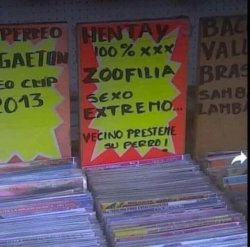 PERREO
GAETON
EO CLIP
2013
HENTAY
100% XXX
ZOOFILIA
SEXO
EXTREMO...
VECINO PRESTEME
SU PERRO!
BAC
VAL
BRAS
SAMB
LAMB